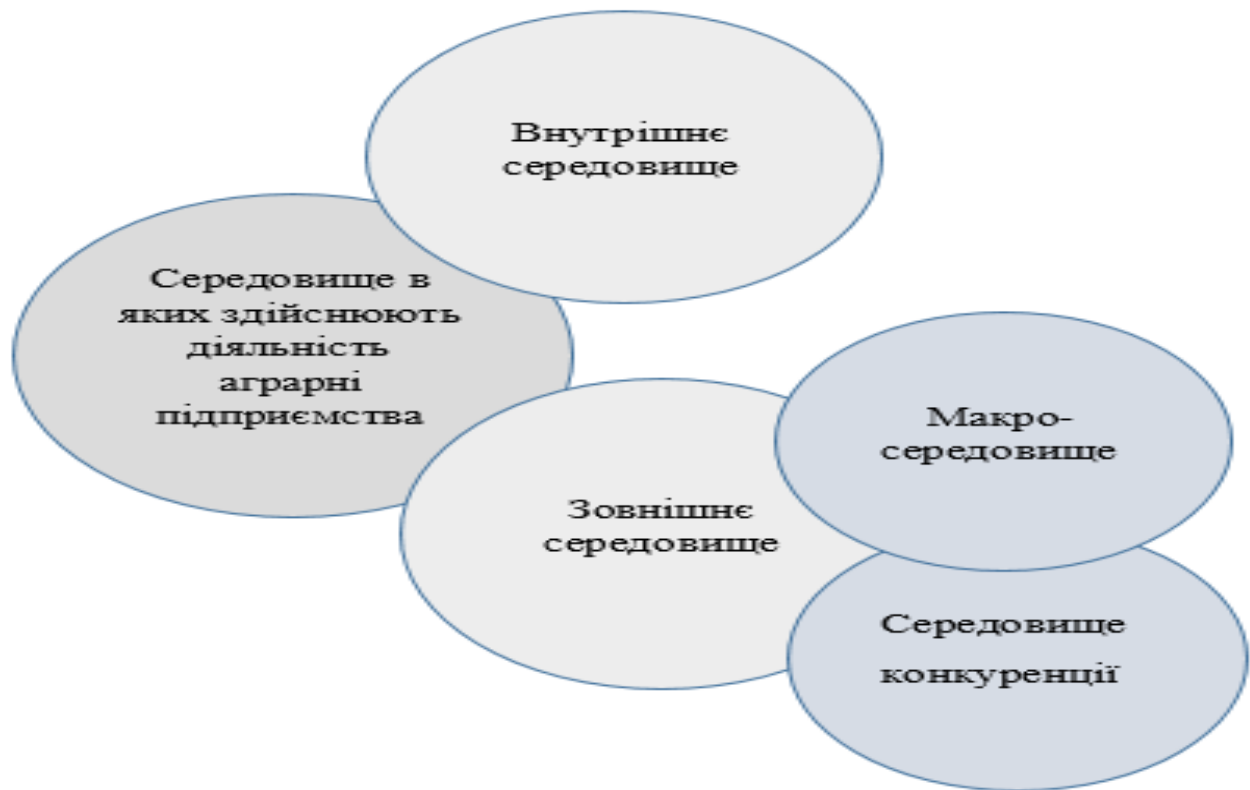 Внутрішнє
середовище
Середовище в
яких здійснюють
діяльність
аграрні
підприємства
Макро-
середовище
Зовнішнє
середовище
Середовище
конкуренції